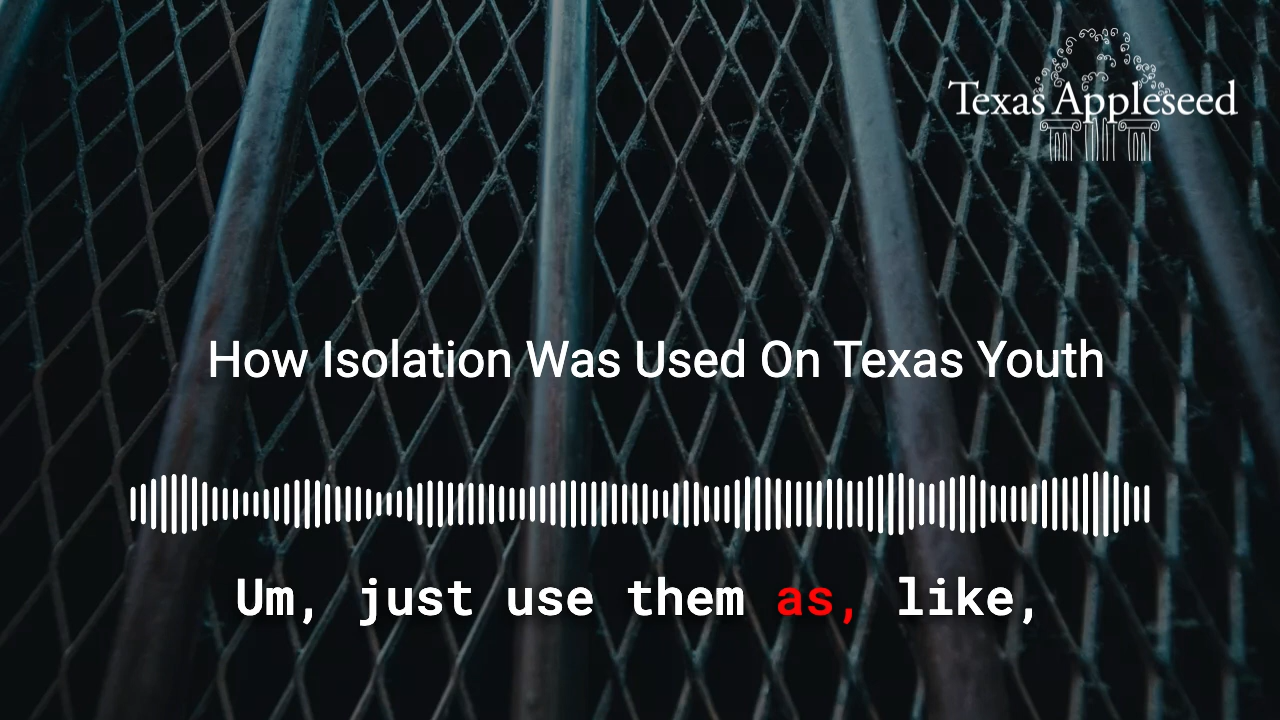 Texas Appleseed
How Isolation Was Used On Texas Youth
Um, just use them as, like,